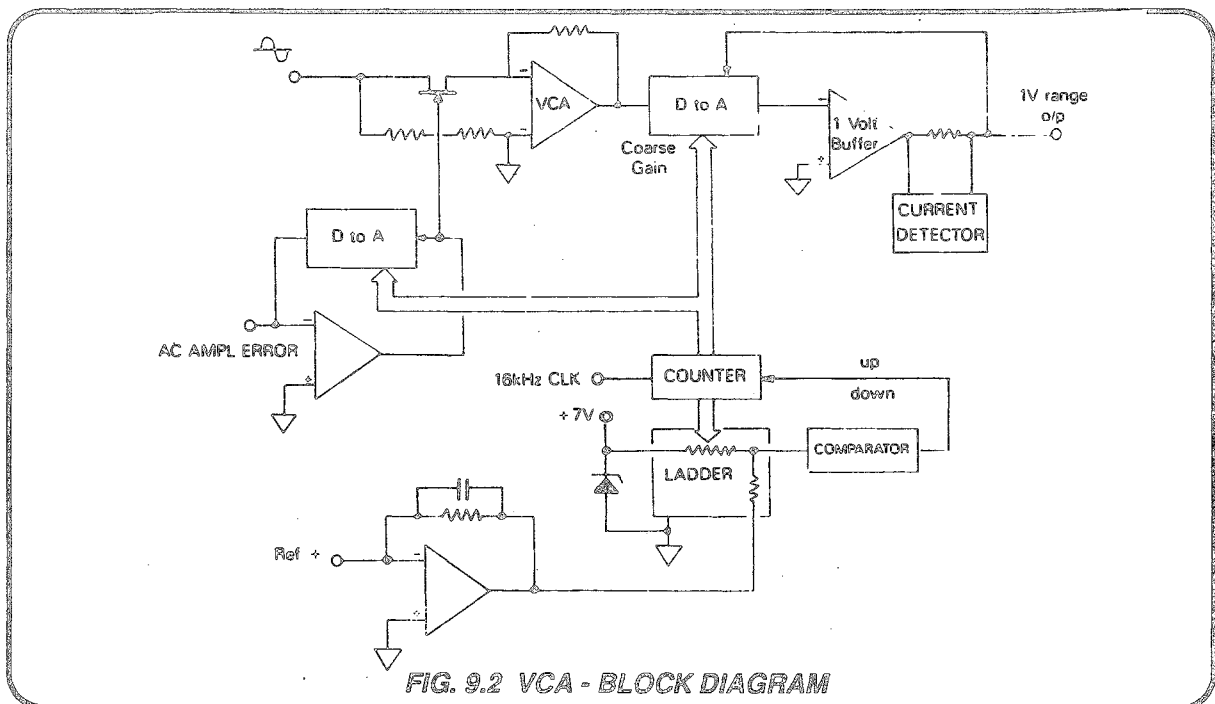 1V range
o/p
VCA
D to A
1 Volt
Buffer
Coarse
Gain
CURRENT
DETECTOR
D to A
AC AMPL ERROR
16kHz CLK
COUNTER
up
down
+ 7V
LADDER
COMPARATOR
Ref +
FIG. 9.2 VCA - BLOCK DIAGRAM